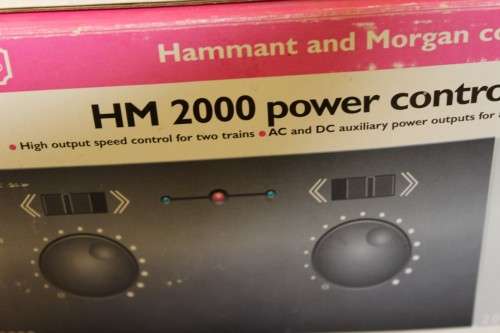 Hammant and Morgan
HM 2000 power
• High output speed control for two trains • AC and DC auxiliary power outputs for